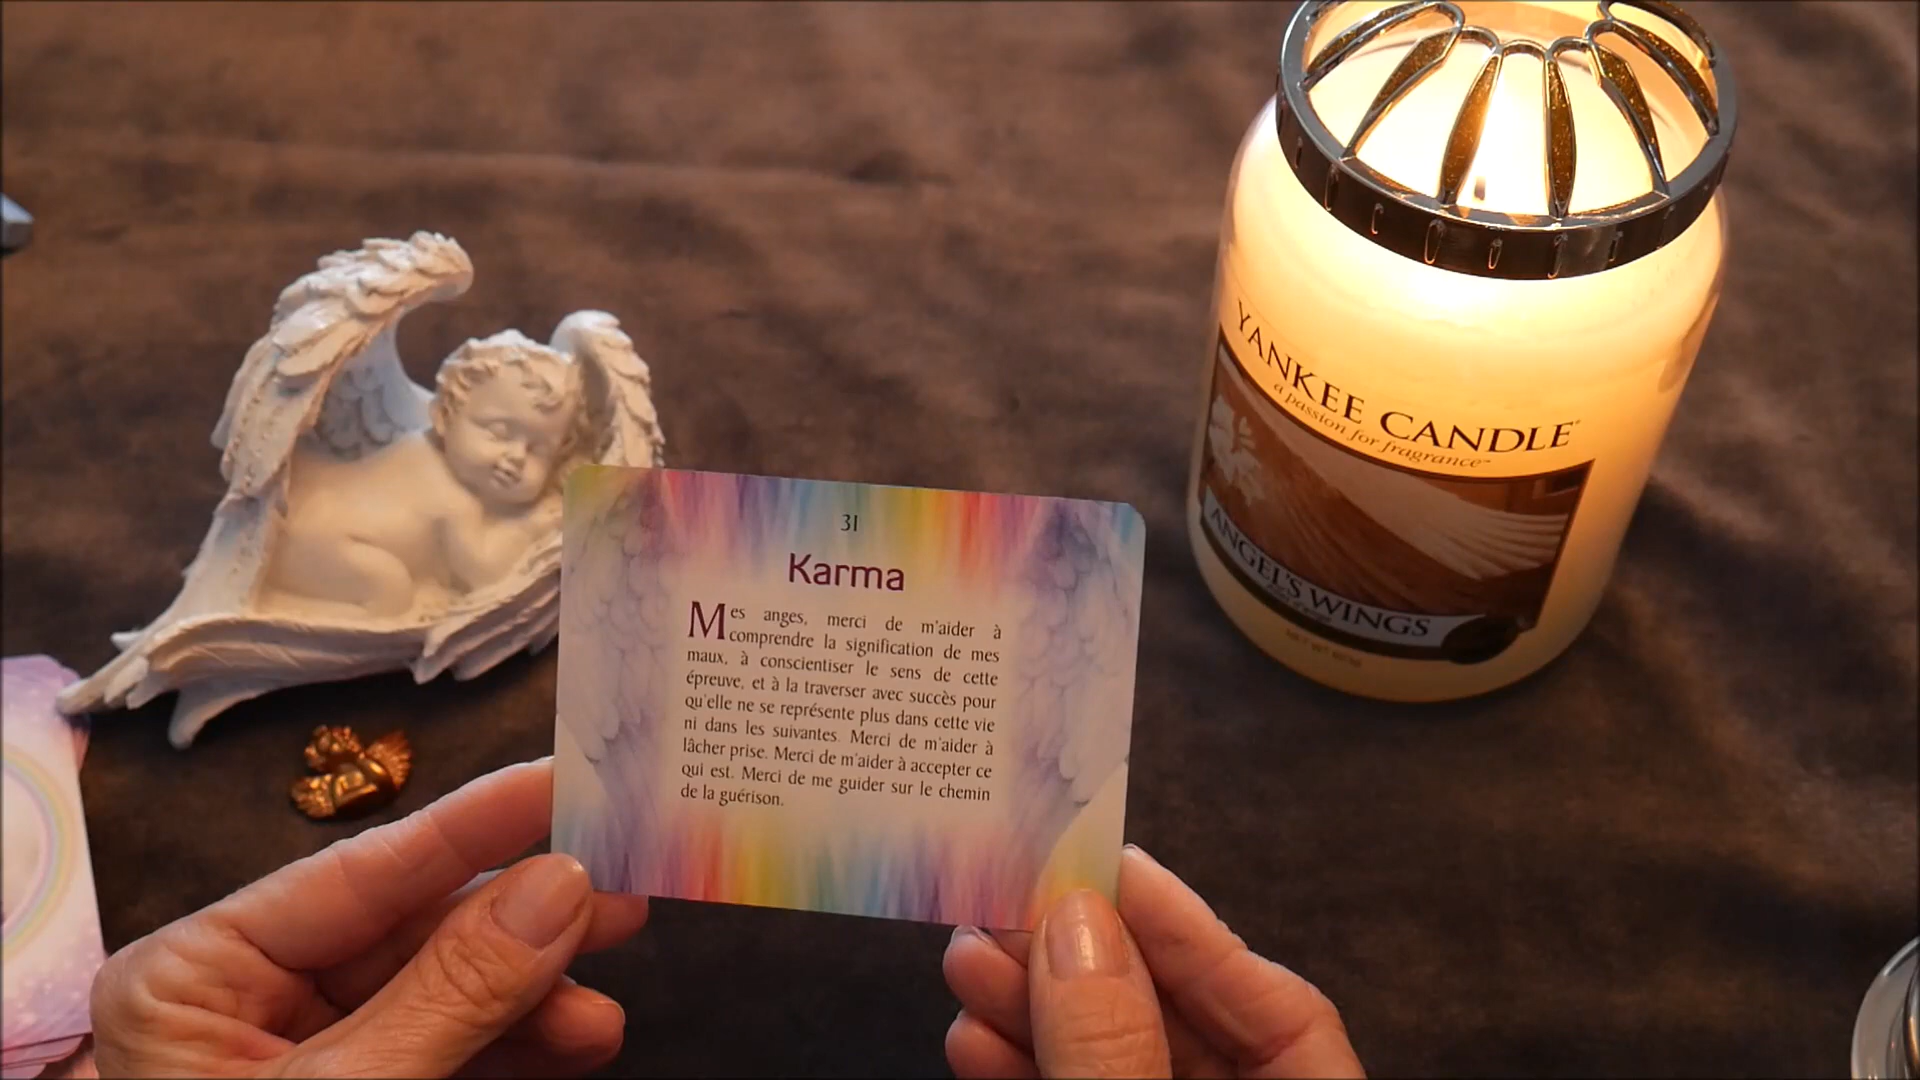 31
Karma
Mes anges, merci de m'aider à
comprendre la signification de mes
maux, à conscientiser le sens de cette
épreuve, et à la traverser avec succès pour
qu'elle ne se représente plus dans cette vie
ni dans les suivantes. Merci de m'aider à
lâcher prise. Merci de m'aider à accepter ce
qui est. Merci de me guider sur le chemin
de la guérison.
YANKEE CANDLE®
a passion for fragrance™
ANGEL'S WINGS